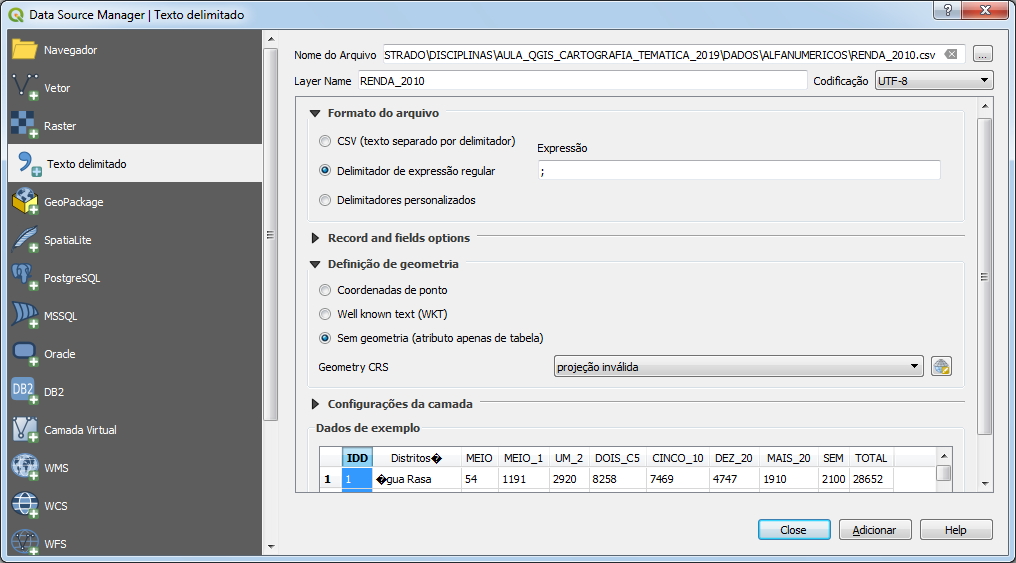 Data Source Manager | Texto delimitado
Navegador
Vetor
Raster
Texto delimitado
GeoPackage
SpatiaLite
PostgreSQL
MSSQL
Oracle
DB2 DB2
Camada Virtual
WMS
WCS
WFS
Nome do Arquivo STRADO\DISCIPLINAS\AULA_QGIS_CARTOGRAFIA_TEMATICA_2019\DADOS\ALFANUMERICOS\RENDA_2010.csv ...
Layer Name RENDA_2010 Codificação UTF-8
Formato do arquivo
CSV (texto separado por delimitador)
Delimitador de expressão regular
Delimitadores personalizados
Expressão
;
Record and fields options
Definição de geometria
Coordenadas de ponto
Well known text (WKT)
Sem geometria (atributo apenas de tabela)
Geometry CRS projeção inválida
Configurações da camada
Dados de exemplo
IDD Distritos� MEIO MEIO_1 UM_2 DOIS_C5 CINCO_10 DEZ_20 MAIS_20 SEM TOTAL
1 1 �gua Rasa 54 1191 2920 8258 7469 4747 1910 2100 28652
Close Adicionar Help